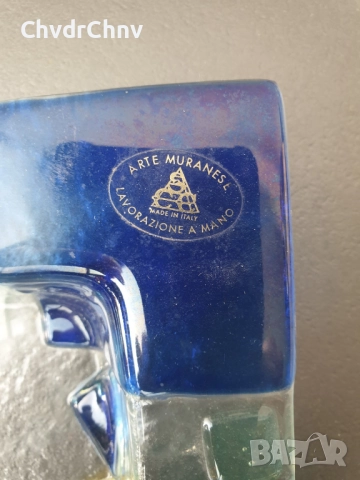 ChvdrChnv
ARTE MURANESE
MADE IN ITALY
LAVORAZIONE A MANO
BAZAR